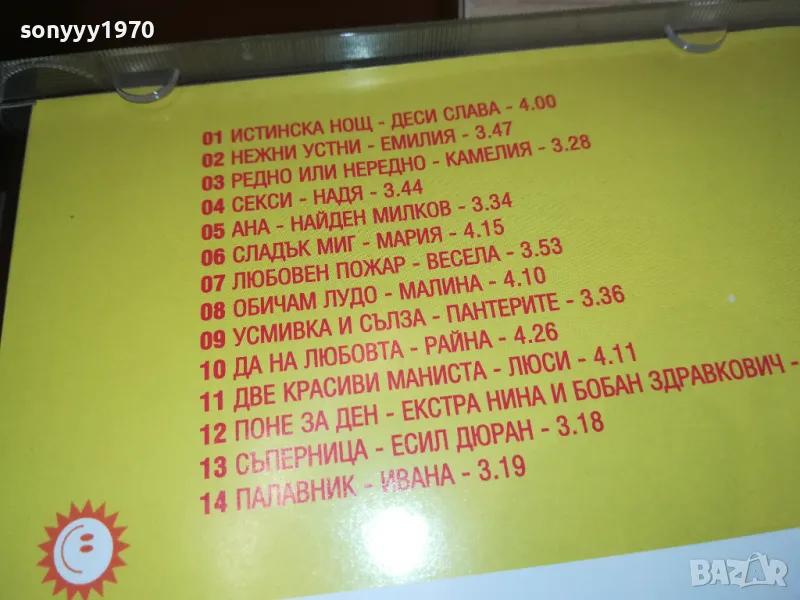 sonyyy1970
01 ИСТИНСКА НОЩ - ДЕСИ СЛАВА - 4.00
02 НЕЖНИ УСТНИ - ЕМИЛИЯ - 3.47
03 РЕДНО ИЛИ НЕРЕДНО - КАМЕЛИЯ - 3.28
04 СЕКСИ - НАДЯ - 3.44
05 АНА - НАЙДЕН МИЛКОВ - 3.34
06 СЛАДЪК МИГ - МАРИЯ - 4.15
07 ЛЮБОВЕН ПОЖАР - ВЕСЕЛА - 3.53
08 ОБИЧАМ ЛУДО - МАЛИНА - 4.10
09 УСМИВКА И СЪЛЗА - ПАНТЕРИТЕ - 3.36
10 ДА НА ЛЮБОВТА - РАЙНА - 4.26
11 ДВЕ КРАСИВИ МАНИСТА - ЛЮСИ - 4.11
12 ПОНЕ ЗА ДЕН - ЕКСТРА НИНА И БОБАН ЗДРАВКОВИЧ -
13 СЪПЕРНИЦА - ЕСИЛ ДЮРАН - 3.18
14 ПАЛАВНИК - ИВАНА - 3.19
BAZAR